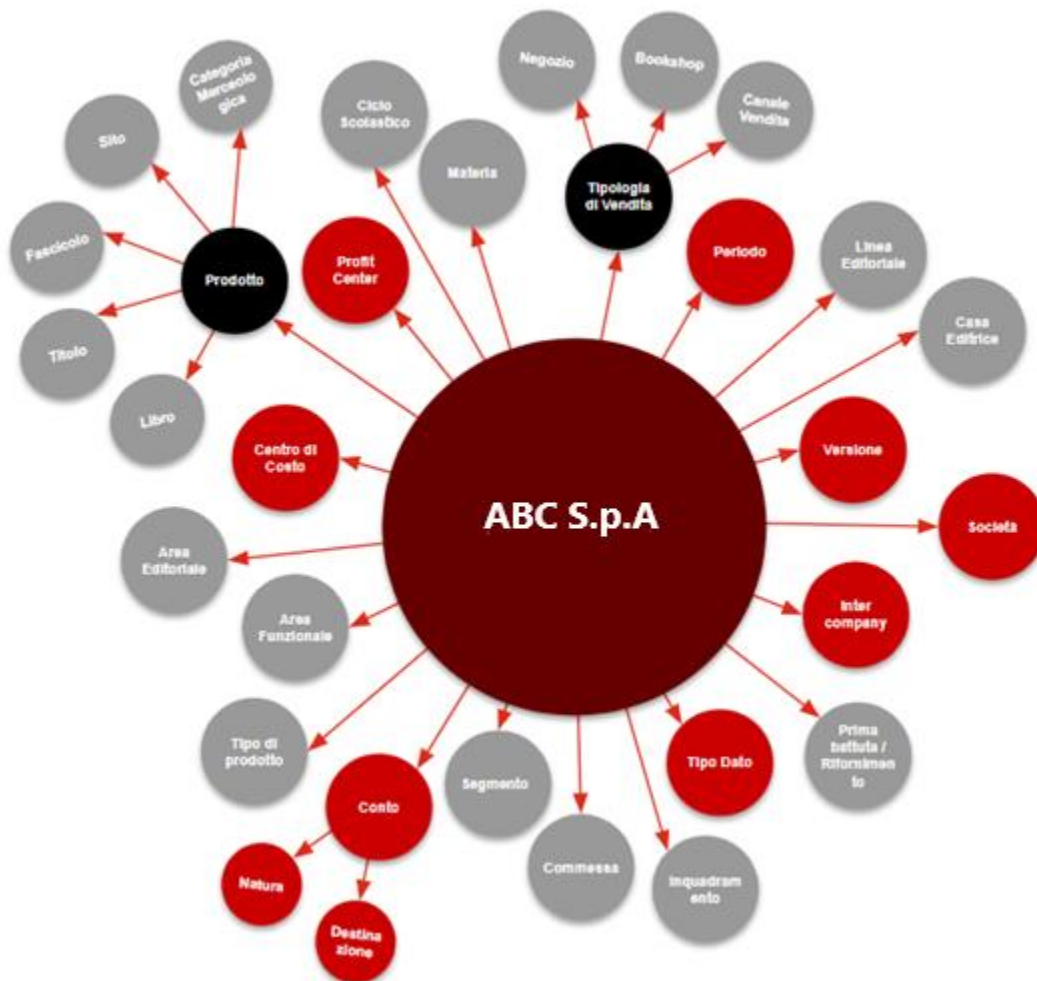 Categoria
Merceolo
gica
Sito
Fascicolo
Titolo
Libro
Prodotto
Ciclo
Scolastico
Materia
Profit
Center
Negozio
Bookshop
Canale
Vendita
Tipologia
di Vendita
Periodo
Linea
Editoriale
Casa
Editrice
Centro di
Costo
Versione
ABC S.p.A
Società
Area
Editoriale
Area
Funzionale
Inter
company
Tipo di
prodotto
Conto
Natura
Destina
zione
Segmento
Commessa
Inquadram
ento
Tipo Dato
Prima
battuta /
Rifornimen
to